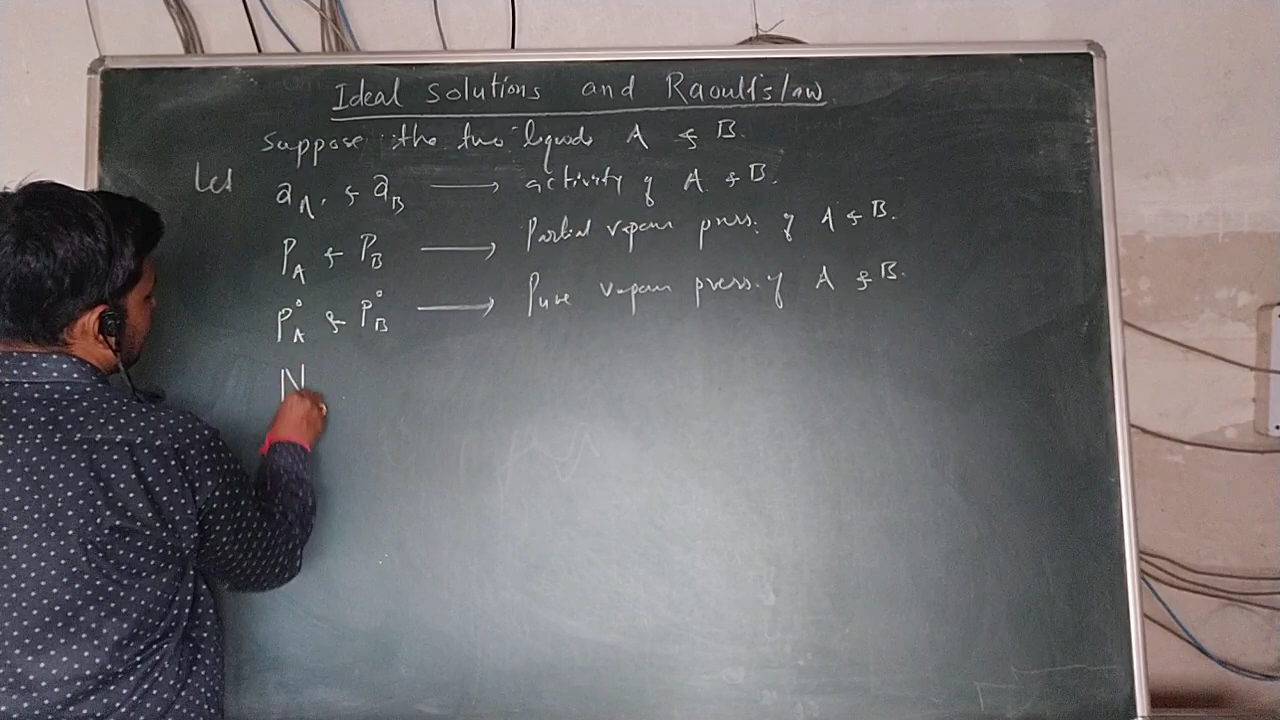 Ideal Solutions and Raoult's law
Suppose the two liquids A & B.
Let a_A, & a_B → activity of A & B.
P_A & P_B → Partial vapour press. of A & B.
P°_A & P°_B → Pure vapour press. of A & B.
N